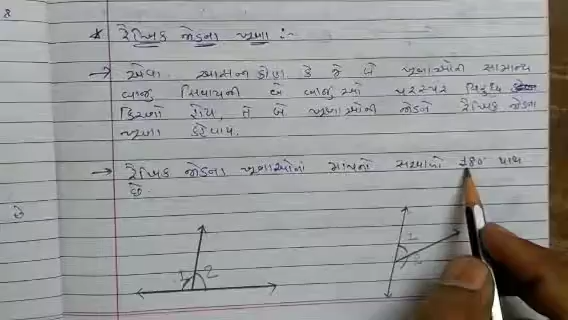 * રૈખિક જોડના ખૂણા :-
→ એવા આસન્ન કોણ કે જે બે ખૂણાઓની સામાન્ય
બાજુ સિવાયની બે બાજુઓ પરસ્પર વિરુદ્ધ
કિરણો હોય, તે બે ખૂણાઓની જોડને રૈખિક જોડના
ખૂણા કહેવાય.
→ રૈખિક જોડના ખૂણાઓનાં માપનો સરવાળો 180° થાય
છે.
1 2
1
2